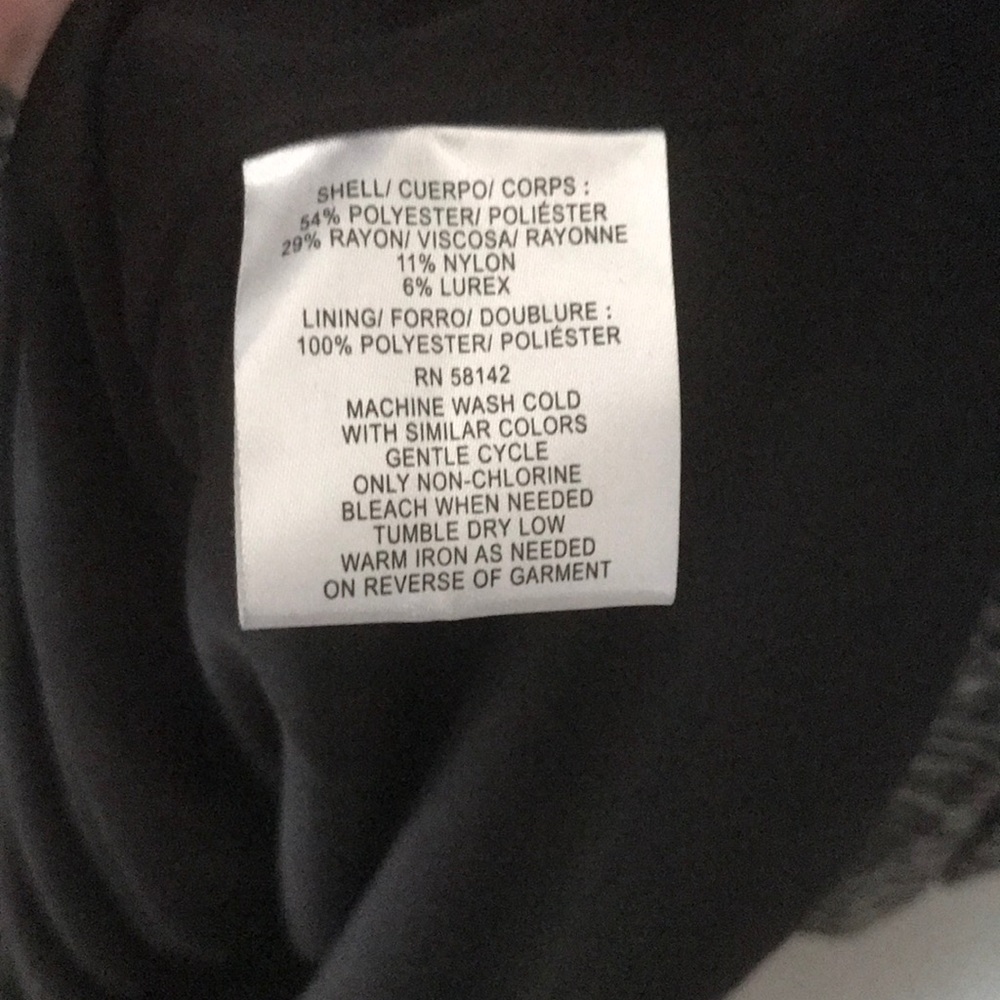 SHELL/ CUERPO/ CORPS :
54% POLYESTER/ POLIÉSTER
29% RAYON/ VISCOSA/ RAYONNE
11% NYLON
6% LUREX
LINING/ FORRO/ DOUBLURE :
100% POLYESTER/ POLIÉSTER
RN 58142
MACHINE WASH COLD
WITH SIMILAR COLORS
GENTLE CYCLE
ONLY NON-CHLORINE
BLEACH WHEN NEEDED
TUMBLE DRY LOW
WARM IRON AS NEEDED
ON REVERSE OF GARMENT